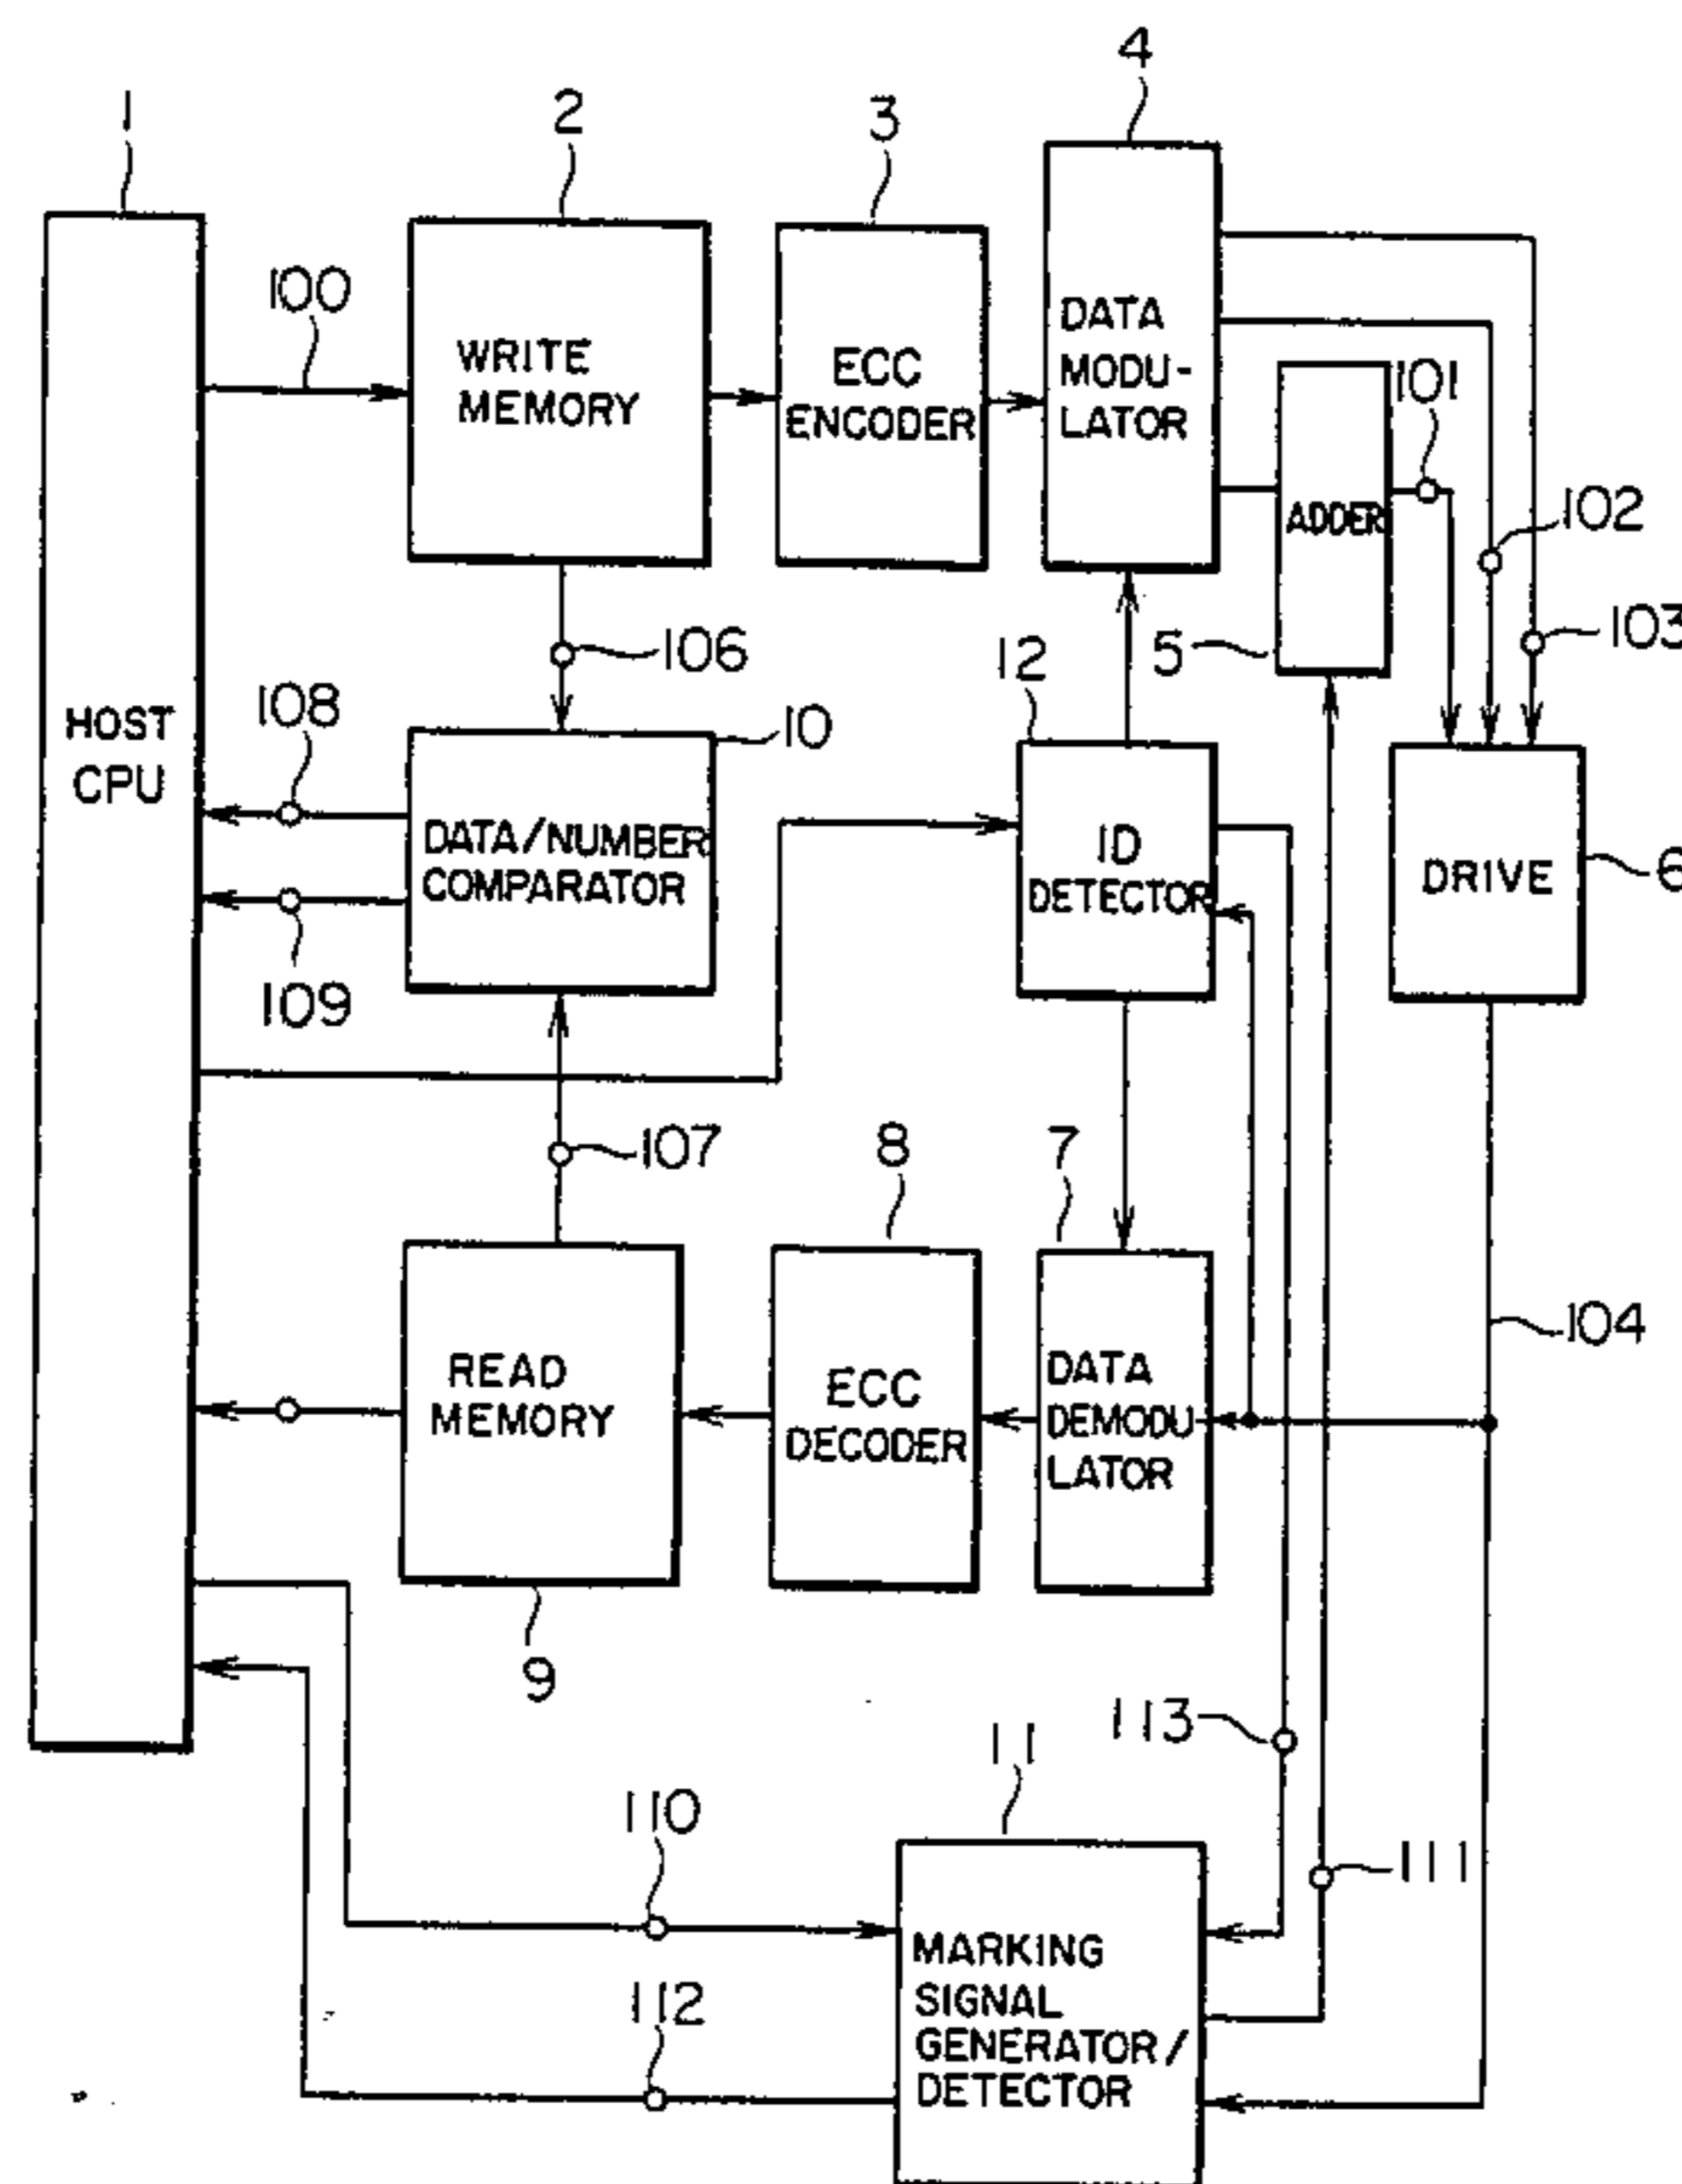 4
1
2
3
100
WRITE
MEMORY
ECC
ENCODER
DATA
MODU-
LATOR
ADDER
101
102
103
5
106
12
108
10
HOST
CPU
DATA/NUMBER
COMPARATOR
109
ID
DETECTOR
DRIVE
6
107
8
7
104
READ
MEMORY
ECC
DECODER
DATA
DEMODU
LATOR
9
113
11
110
111
112
MARKING
SIGNAL
GENERATOR/
DETECTOR